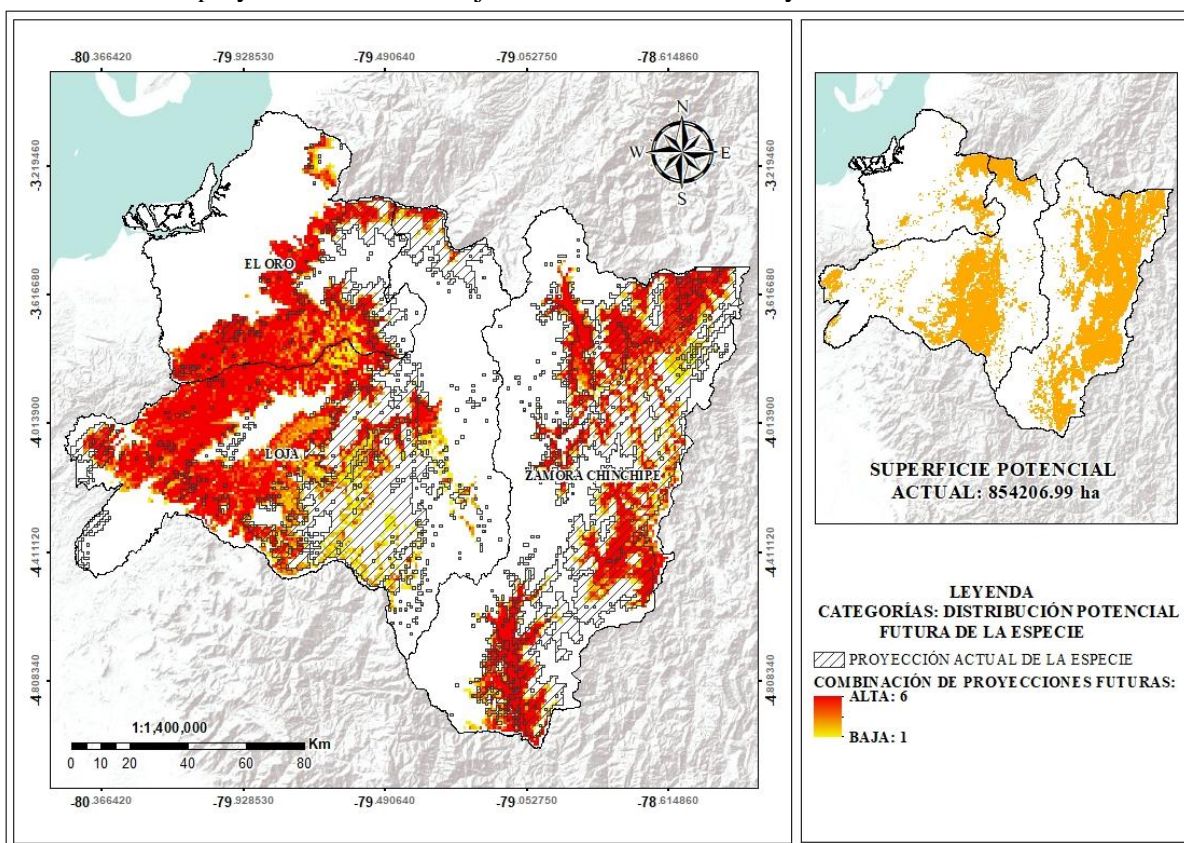 -80.366420 -79.928530 -79.490640 -79.052750 -78.614860
N
W E
S
-3.219460 -3.219460
EL ORO
-3.616680 -3.616680
-4.013900 -4.013900
LOJA
ZAMORA CHINCHIPE
-4.411120 -4.411120
-4.808340 -4.808340
1:1,400,000
Km
0 10 20 40 60 80
-80.366420 -79.928530 -79.490640 -79.052750 -78.614860
SUPERFICIE POTENCIAL
ACTUAL: 854206.99 ha
LEYENDA
CATEGORÍAS: DISTRIBUCIÓN POTENCIAL
FUTURA DE LA ESPECIE
PROYECCIÓN ACTUAL DE LA ESPECIE
COMBINACIÓN DE PROYECCIONES FUTURAS:
ALTA: 6
BAJA: 1